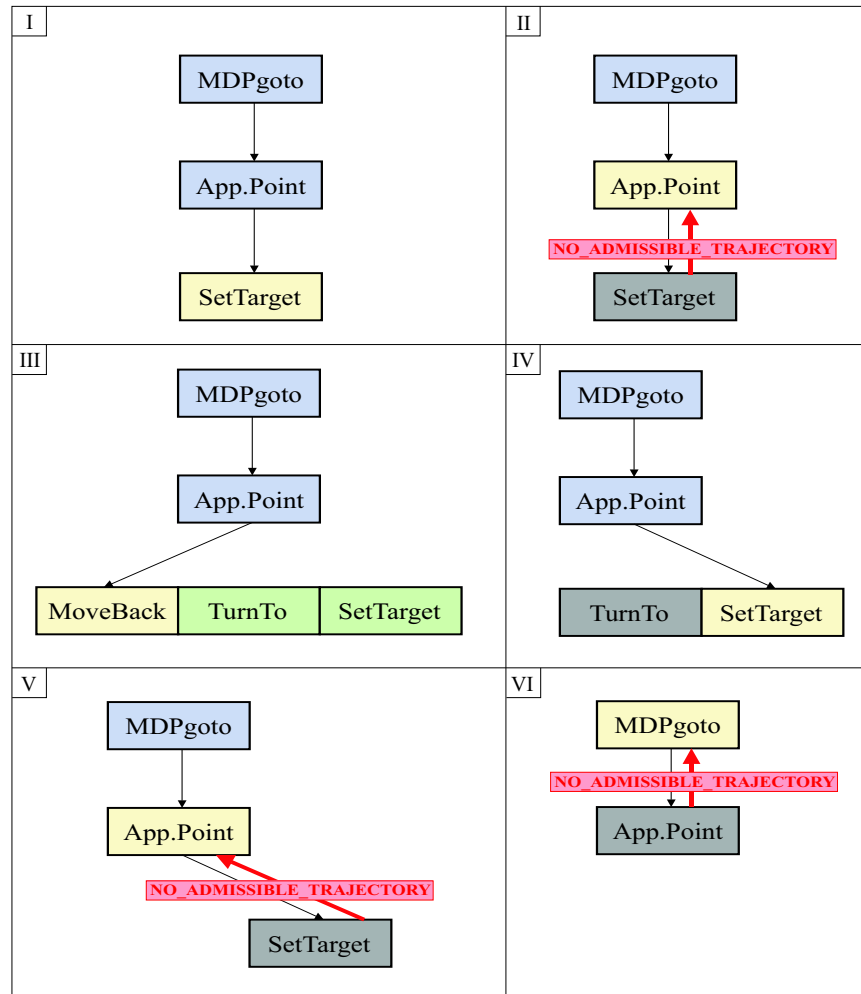 I
MDPgoto
App.Point
SetTarget
II
MDPgoto
App.Point
NO_ADMISSIBLE_TRAJECTORY
SetTarget
III
MDPgoto
App.Point
MoveBack TurnTo SetTarget
IV
MDPgoto
App.Point
TurnTo SetTarget
V
MDPgoto
App.Point
NO_ADMISSIBLE_TRAJECTORY
SetTarget
VI
MDPgoto
NO_ADMISSIBLE_TRAJECTORY
App.Point